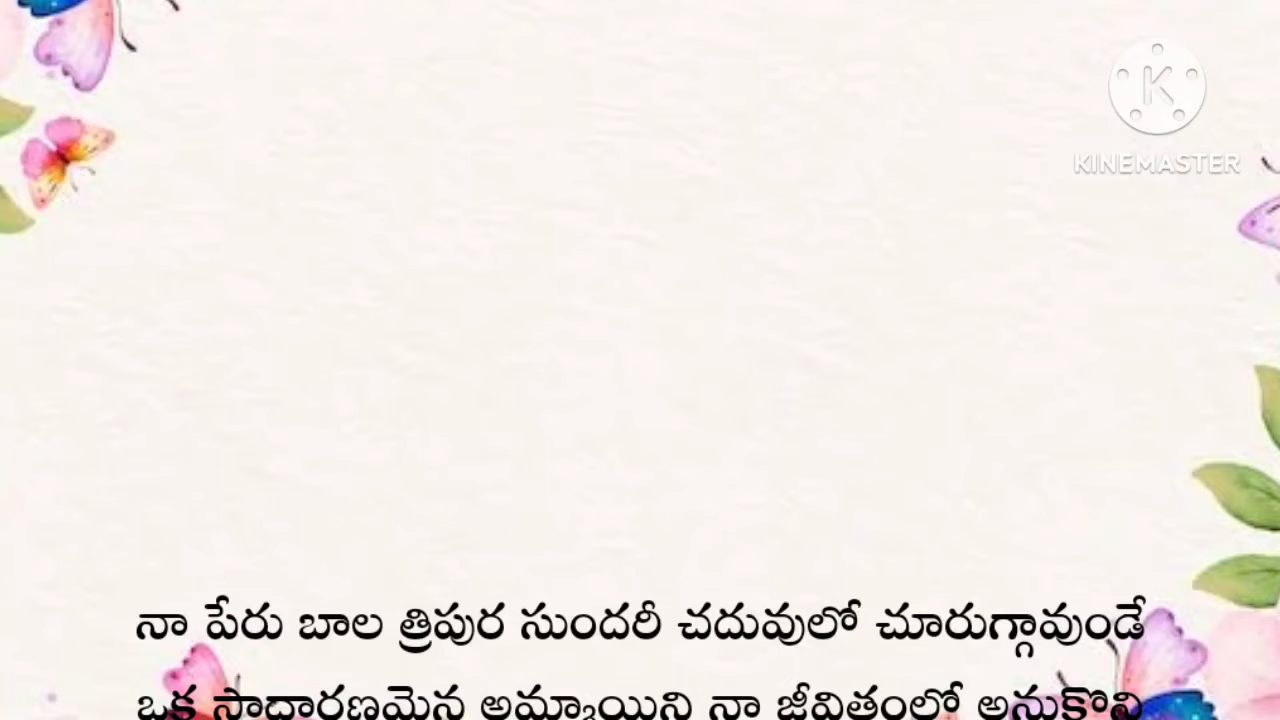 KINEMASTER
నా పేరు బాల త్రిపుర సుందరీ చదువులో చూరుగ్గావుండే
ఒక సాదారణమైన అమ్మాయిని నా జీవితంలో అనుకొని